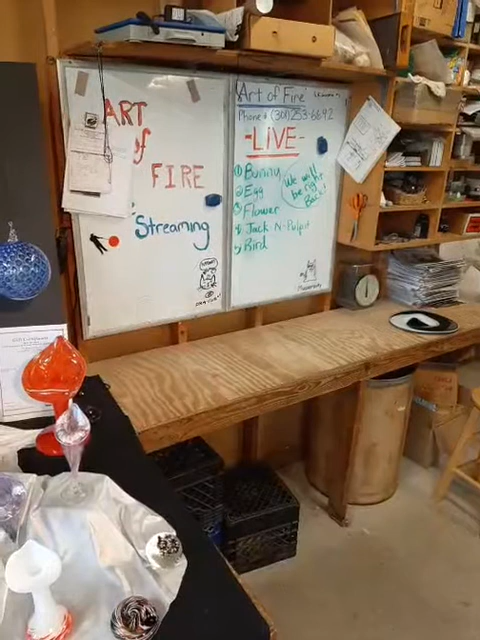 ART
of
FIRE
Streaming
Art of Fire
Phone # (301) 253-6692
-LIVE-
① Bunny
② Egg
③ Flower
4 Jack N-Pulpit
5 Bird
We will
be right
Back!